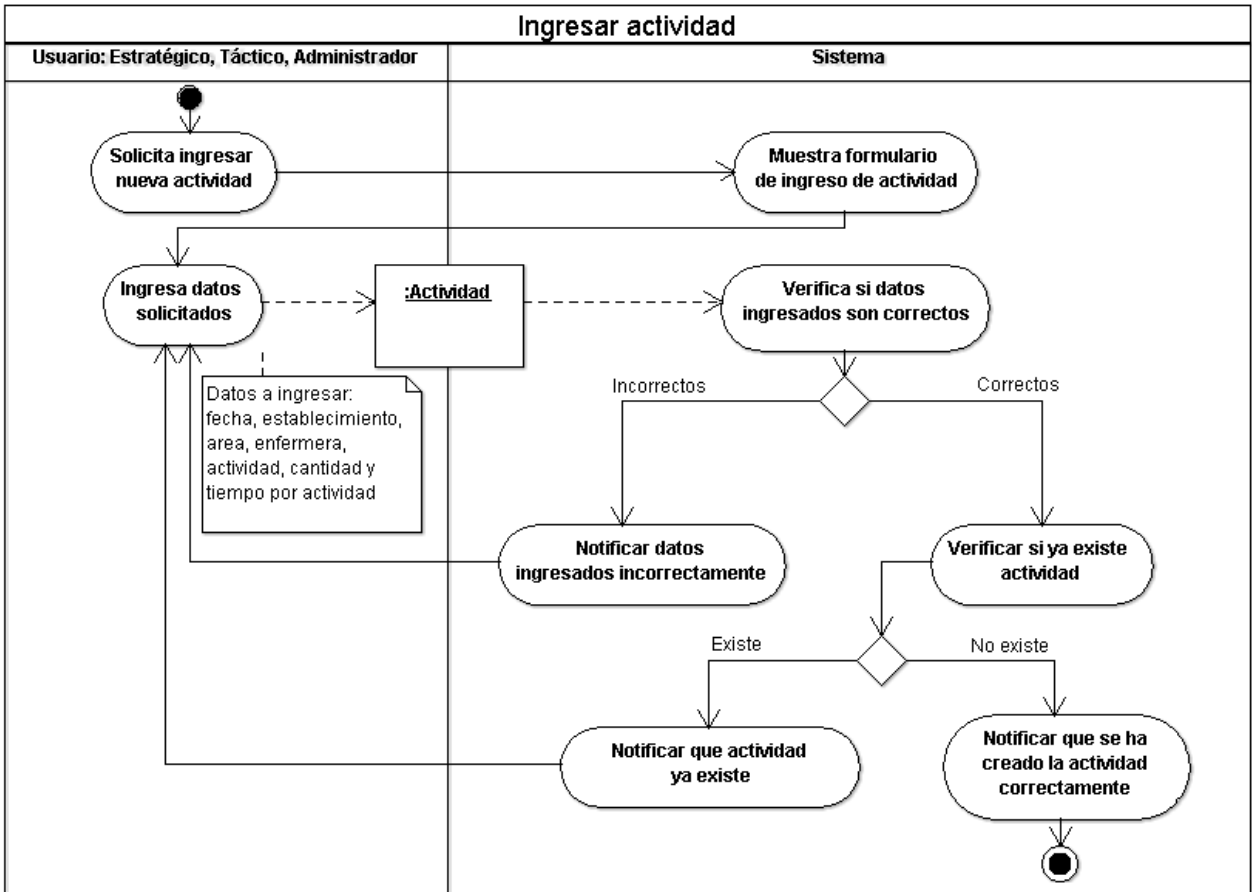 Ingresar actividad
Usuario: Estratégico, Táctico, Administrador
Sistema
Solicita ingresar
nueva actividad
Muestra formulario
de ingreso de actividad
Ingresa datos
solicitados
:Actividad
Verifica si datos
ingresados son correctos
Datos a ingresar:
fecha, establecimiento,
area, enfermera,
actividad, cantidad y
tiempo por actividad
Incorrectos
Correctos
Notificar datos
ingresados incorrectamente
Verificar si ya existe
actividad
Existe
No existe
Notificar que actividad
ya existe
Notificar que se ha
creado la actividad
correctamente